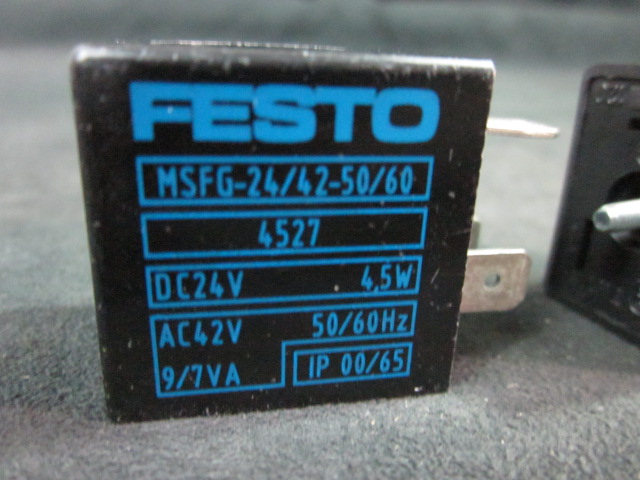 FESTO
MSFG-24/42-50/60
4527
DC24V 4,5W
AC42V 50/60Hz
9/7VA IP 00/65